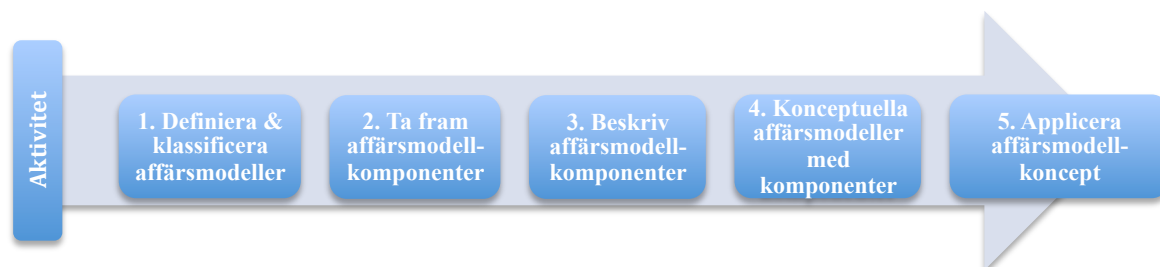 Aktivitet
1. Definiera &
klassificera
affärsmodeller
2. Ta fram
affärsmodell-
komponenter
3. Beskriv
affärsmodell-
komponenter
4. Konceptuella
affärsmodeller
med
komponenter
5. Applicera
affärsmodell-
koncept